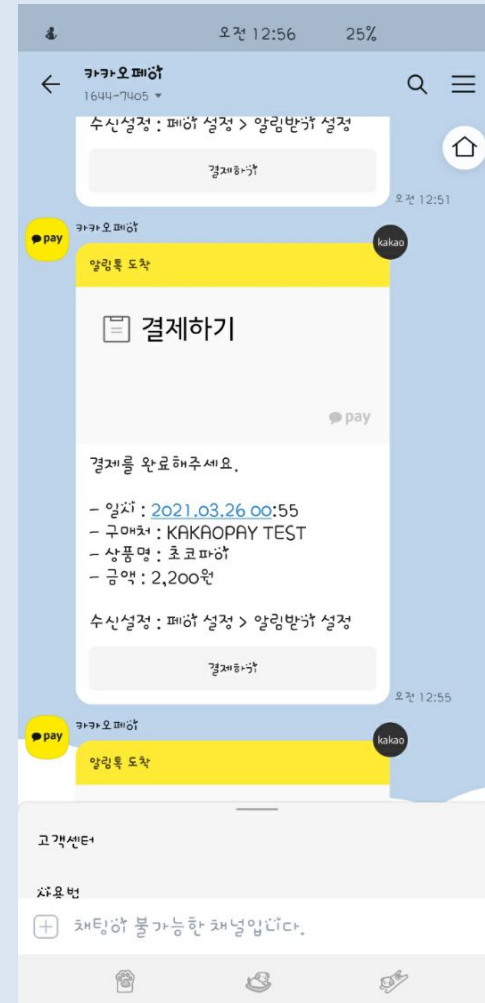 오전 12:56 25%
카카오페이
1644-7405
수신설정 : 페이 설정 > 알림받기 설정
결제하기
오전 12:51
pay
카카오페이
kakao
알림톡 도착
결제하기
pay
결제를 완료해주세요.
- 일시 : 2021.03.26 00:55
- 구매처 : KAKAOPAY TEST
- 상품명 : 초코파이
- 금액 : 2,200원
수신설정 : 페이 설정 > 알림받기 설정
결제하기
오전 12:55
pay
카카오페이
kakao
알림톡 도착
고객센터
사용법
채팅이 불가능한 채널입니다.